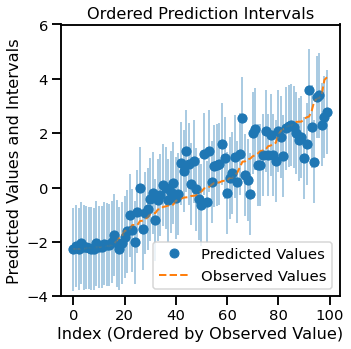 Ordered Prediction Intervals
Predicted Values and Intervals
6
4
2
0
−2
−4
Predicted Values
Observed Values
0
20
40
60
80
100
Index (Ordered by Observed Value)